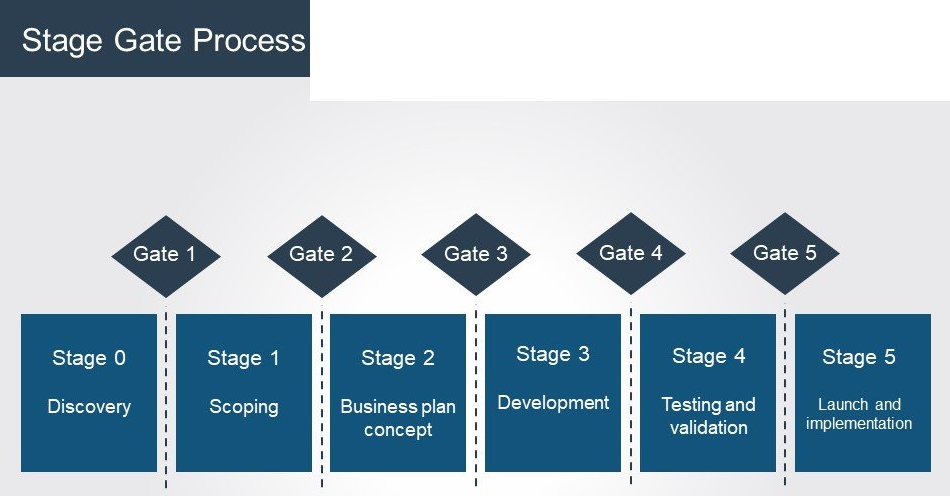 Stage Gate Process
Gate 1
Gate 2
Gate 3
Gate 4
Gate 5
Stage 0
Discovery
Stage 1
Scoping
Stage 2
Business plan
concept
Stage 3
Development
Stage 4
Testing and
validation
Stage 5
Launch and
implementation